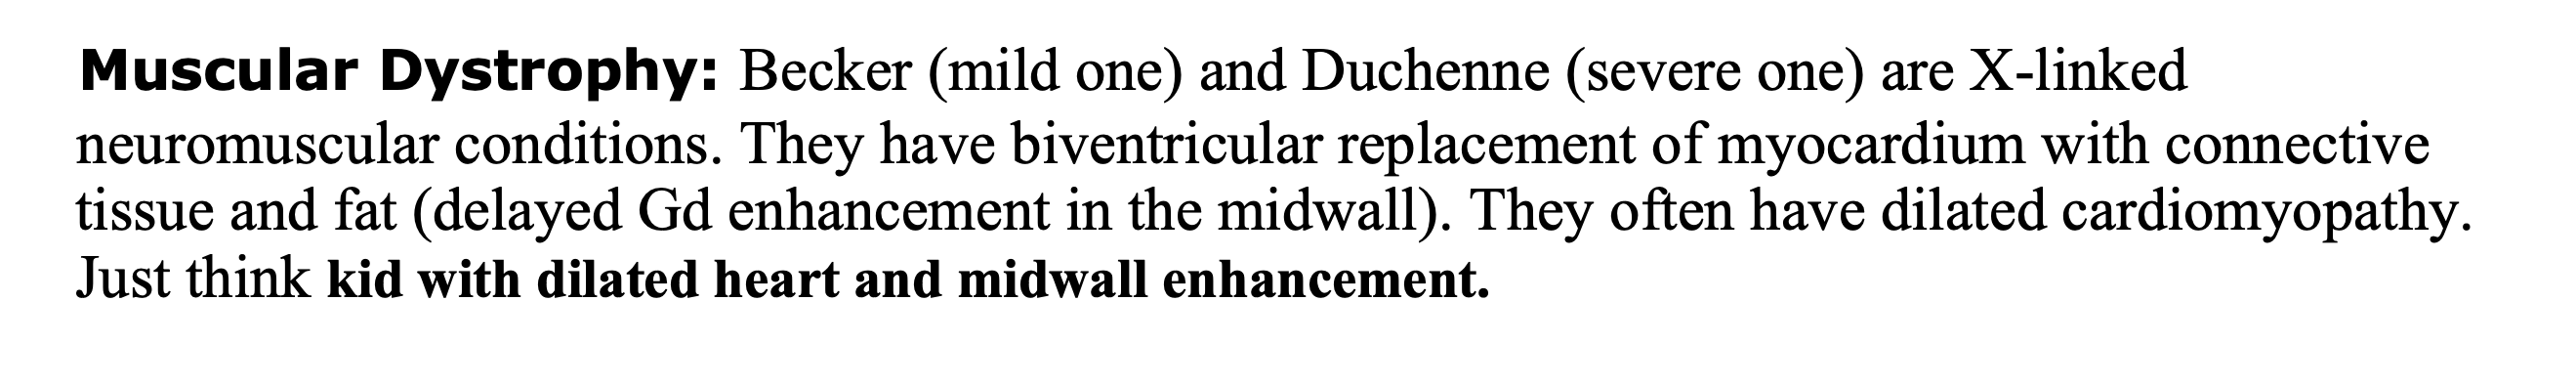 Muscular Dystrophy: Becker (mild one) and Duchenne (severe one) are X-linked
neuromuscular conditions. They have biventricular replacement of myocardium with connective
tissue and fat (delayed Gd enhancement in the midwall). They often have dilated cardiomyopathy.
Just think kid with dilated heart and midwall enhancement.